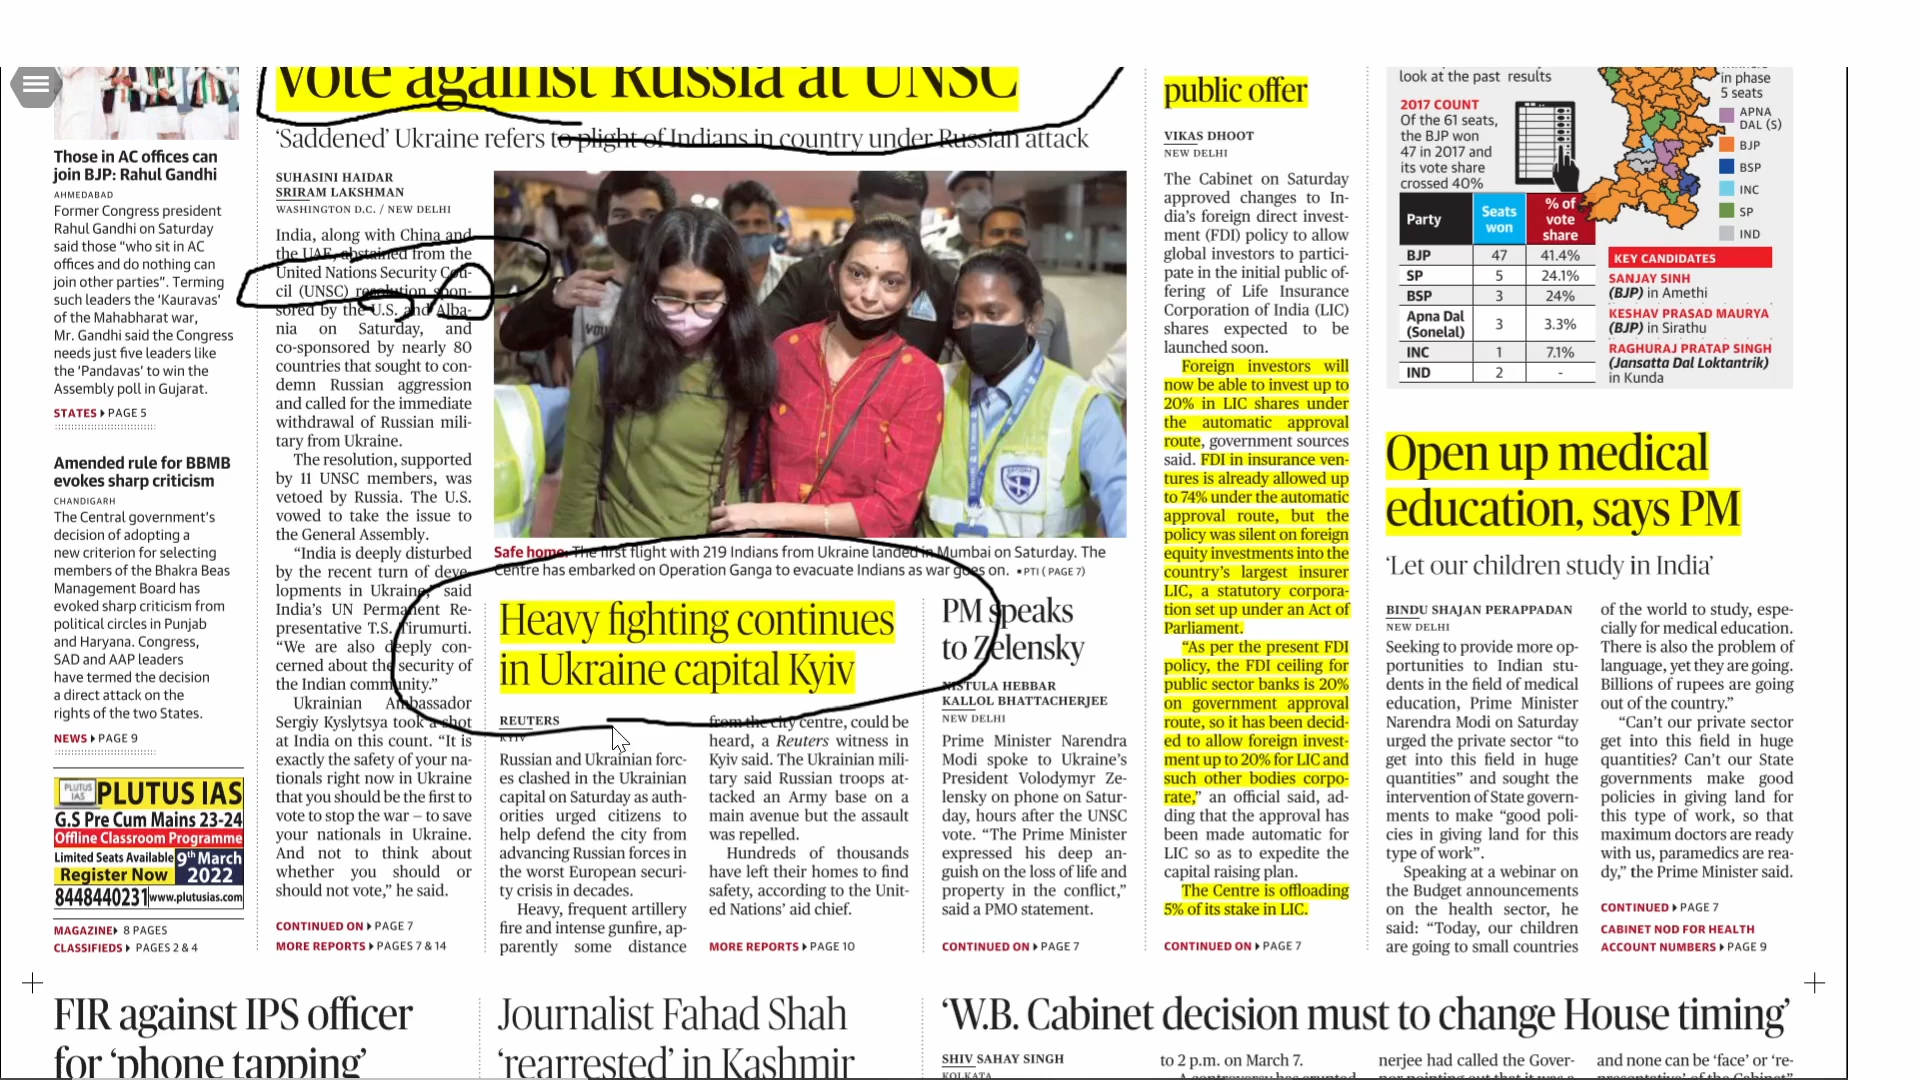 Those in AC offices can
join BJP: Rahul Gandhi
AHMEDABAD
Former Congress president
Rahul Gandhi on Saturday
said those “who sit in AC
offices and do nothing can
join other parties”. Terming
such leaders the ‘Kauravas’
of the Mahabharat war,
Mr. Gandhi said the Congress
needs just five leaders like
the ‘Pandavas’ to win the
Assembly poll in Gujarat.
STATES PAGE 5
Amended rule for BBMB
evokes sharp criticism
CHANDIGARH
The Central government’s
decision of adopting a
new criterion for selecting
members of the Bhakra Beas
Management Board has
evoked sharp criticism from
political circles in Punjab
and Haryana. Congress,
SAD and AAP leaders
have termed the decision
a direct attack on the
rights of the two States.
NEWS PAGE 9
PLUTUS IAS
PLUTUS IAS
G.S Pre Cum Mains 23-24
Offline Classroom Programme
Limited Seats Available
Register Now
9th March
2022
8448440231
www.plutusias.com
MAGAZINE 8 PAGES
CLASSIFIEDS PAGES 2 & 4
vote against Russia at UNSC
‘Saddened’ Ukraine refers to plight of Indians in country under Russian attack
SUHASINI HAIDAR
SRIRAM LAKSHMAN
WASHINGTON D.C. / NEW DELHI
India, along with China and
the UAE, abstained from the
United Nations Security Coun-
cil (UNSC) resolution spon-
sored by the U.S. and Alba-
nia on Saturday, and
co-sponsored by nearly 80
countries that sought to con-
demn Russian aggression
and called for the immediate
withdrawal of Russian mili-
tary from Ukraine.
The resolution, supported
by 11 UNSC members, was
vetoed by Russia. The U.S.
vowed to take the issue to
the General Assembly.
“India is deeply disturbed
by the recent turn of deve-
lopments in Ukraine,” said
India’s UN Permanent Re-
presentative T.S. Tirumurti.
“We are also deeply con-
cerned about the security of
the Indian community.”
Ukrainian Ambassador
Sergiy Kyslytsya took a shot
at India on this count. “It is
exactly the safety of your na-
tionals right now in Ukraine
that you should be the first to
vote to stop the war – to save
your nationals in Ukraine.
And not to think about
whether you should or
should not vote,” he said.
CONTINUED ON PAGE 7
MORE REPORTS PAGES 7 & 14
Safe home: The first flight with 219 Indians from Ukraine landed in Mumbai on Saturday. The
Centre has embarked on Operation Ganga to evacuate Indians as war goes on. ▪PTI ( PAGE 7)
Heavy fighting continues
in Ukraine capital Kyiv
REUTERS
KYIV
Russian and Ukrainian forc-
es clashed in the Ukrainian
capital on Saturday as auth-
orities urged citizens to
help defend the city from
advancing Russian forces in
the worst European securi-
ty crisis in decades.
Heavy, frequent artillery
fire and intense gunfire, ap-
parently some distance
from the city centre, could be
heard, a Reuters witness in
Kyiv said. The Ukrainian mili-
tary said Russian troops at-
tacked an Army base on a
main avenue but the assault
was repelled.
Hundreds of thousands
have left their homes to find
safety, according to the Unit-
ed Nations’ aid chief.
MORE REPORTS PAGE 10
PM speaks
to Zelensky
NISTULA HEBBAR
KALLOL BHATTACHERJEE
NEW DELHI
Prime Minister Narendra
Modi spoke to Ukraine’s
President Volodymyr Ze-
lensky on phone on Satur-
day, hours after the UNSC
vote. “The Prime Minister
expressed his deep an-
guish on the loss of life and
property in the conflict,”
said a PMO statement.
CONTINUED ON PAGE 7
public offer
VIKAS DHOOT
NEW DELHI
The Cabinet on Saturday
approved changes to In-
dia’s foreign direct invest-
ment (FDI) policy to allow
global investors to partici-
pate in the initial public of-
fering of Life Insurance
Corporation of India (LIC)
shares expected to be
launched soon.
Foreign investors will
now be able to invest up to
20% in LIC shares under
the automatic approval
route, government sources
said. FDI in insurance ven-
tures is already allowed up
to 74% under the automatic
approval route, but the
policy was silent on foreign
equity investments into the
country’s largest insurer
LIC, a statutory corpora-
tion set up under an Act of
Parliament.
“As per the present FDI
policy, the FDI ceiling for
public sector banks is 20%
on government approval
route, so it has been decid-
ed to allow foreign invest-
ment up to 20% for LIC and
such other bodies corpo-
rate,” an official said, ad-
ding that the approval has
been made automatic for
LIC so as to expedite the
capital raising plan.
The Centre is offloading
5% of its stake in LIC.
CONTINUED ON PAGE 7
look at the past results
2017 COUNT
Of the 61 seats,
the BJP won
47 in 2017 and
its vote share
crossed 40%
in phase
5 seats
APNA
DAL (S)
BJP
BSP
INC
SP
IND
Party Seats won % of vote share
BJP 47 41.4%
SP 5 24.1%
BSP 3 24%
Apna Dal (Sonelal) 3 3.3%
INC 1 7.1%
IND 2 -
KEY CANDIDATES
SANJAY SINH
(BJP) in Amethi
KESHAV PRASAD MAURYA
(BJP) in Sirathu
RAGHURAJ PRATAP SINGH
(Jansatta Dal Loktantrik)
in Kunda
Open up medical
education, says PM
‘Let our children study in India’
BINDU SHAJAN PERAPPADAN
NEW DELHI
Seeking to provide more op-
portunities to Indian stu-
dents in the field of medical
education, Prime Minister
Narendra Modi on Saturday
urged the private sector “to
get into this field in huge
quantities” and sought the
intervention of State govern-
ments to make “good poli-
cies in giving land for this
type of work”.
Speaking at a webinar on
the Budget announcements
on the health sector, he
said: “Today, our children
are going to small countries
of the world to study, espe-
cially for medical education.
There is also the problem of
language, yet they are going.
Billions of rupees are going
out of the country.”
“Can’t our private sector
get into this field in huge
quantities? Can’t our State
governments make good
policies in giving land for
this type of work, so that
maximum doctors are ready
with us, paramedics are rea-
dy,” the Prime Minister said.
CONTINUED PAGE 7
CABINET NOD FOR HEALTH
ACCOUNT NUMBERS PAGE 9
FIR against IPS officer
for ‘phone tapping’
Journalist Fahad Shah
‘rearrested’ in Kashmir
‘W.B. Cabinet decision must to change House timing’
SHIV SAHAY SINGH
KOLKATA
to 2 p.m. on March 7.
nerjee had called the Gover-
and none can be ‘face’ or ‘re-